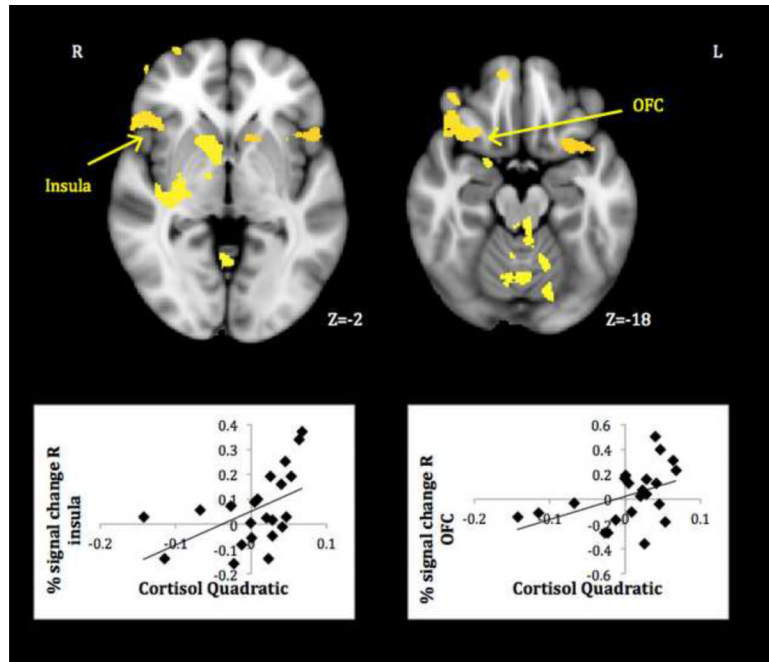 R
L
OFC
Insula
Z=-2
Z=-18
% signal change R
insula
0.4
0.3
0.2
0.1
0
-0.2
-0.1
0
0.1
-0.1
-0.2
Cortisol Quadratic
% signal change R
OFC
0.6
0.4
0.2
0
-0.2
-0.1
0
0.1
-0.2
0.4
0.6
Cortisol Quadratic